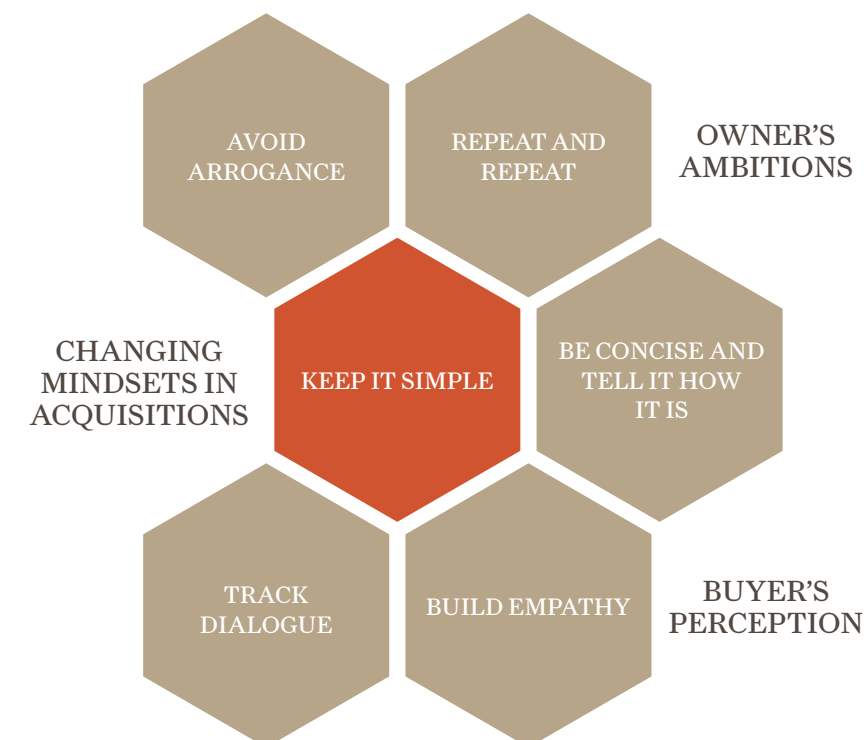 AVOID
ARROGANCE
REPEAT AND
REPEAT
OWNER’S
AMBITIONS
CHANGING
MINDSETS IN
ACQUISITIONS
KEEP IT SIMPLE
BE CONCISE AND
TELL IT HOW
IT IS
TRACK
DIALOGUE
BUILD EMPATHY
BUYER’S
PERCEPTION